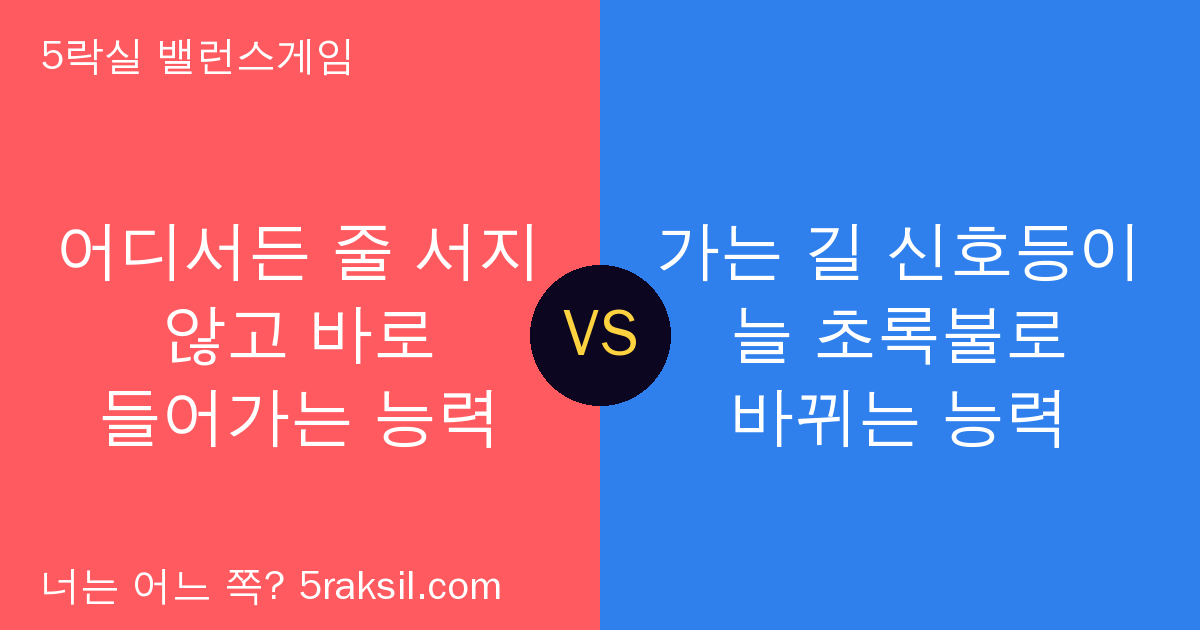 5락실 밸런스게임
어디서든 줄 서지
않고 바로
들어가는 능력
VS
가는 길 신호등이
늘 초록불로
바뀌는 능력
너는 어느 쪽? 5raksil.com